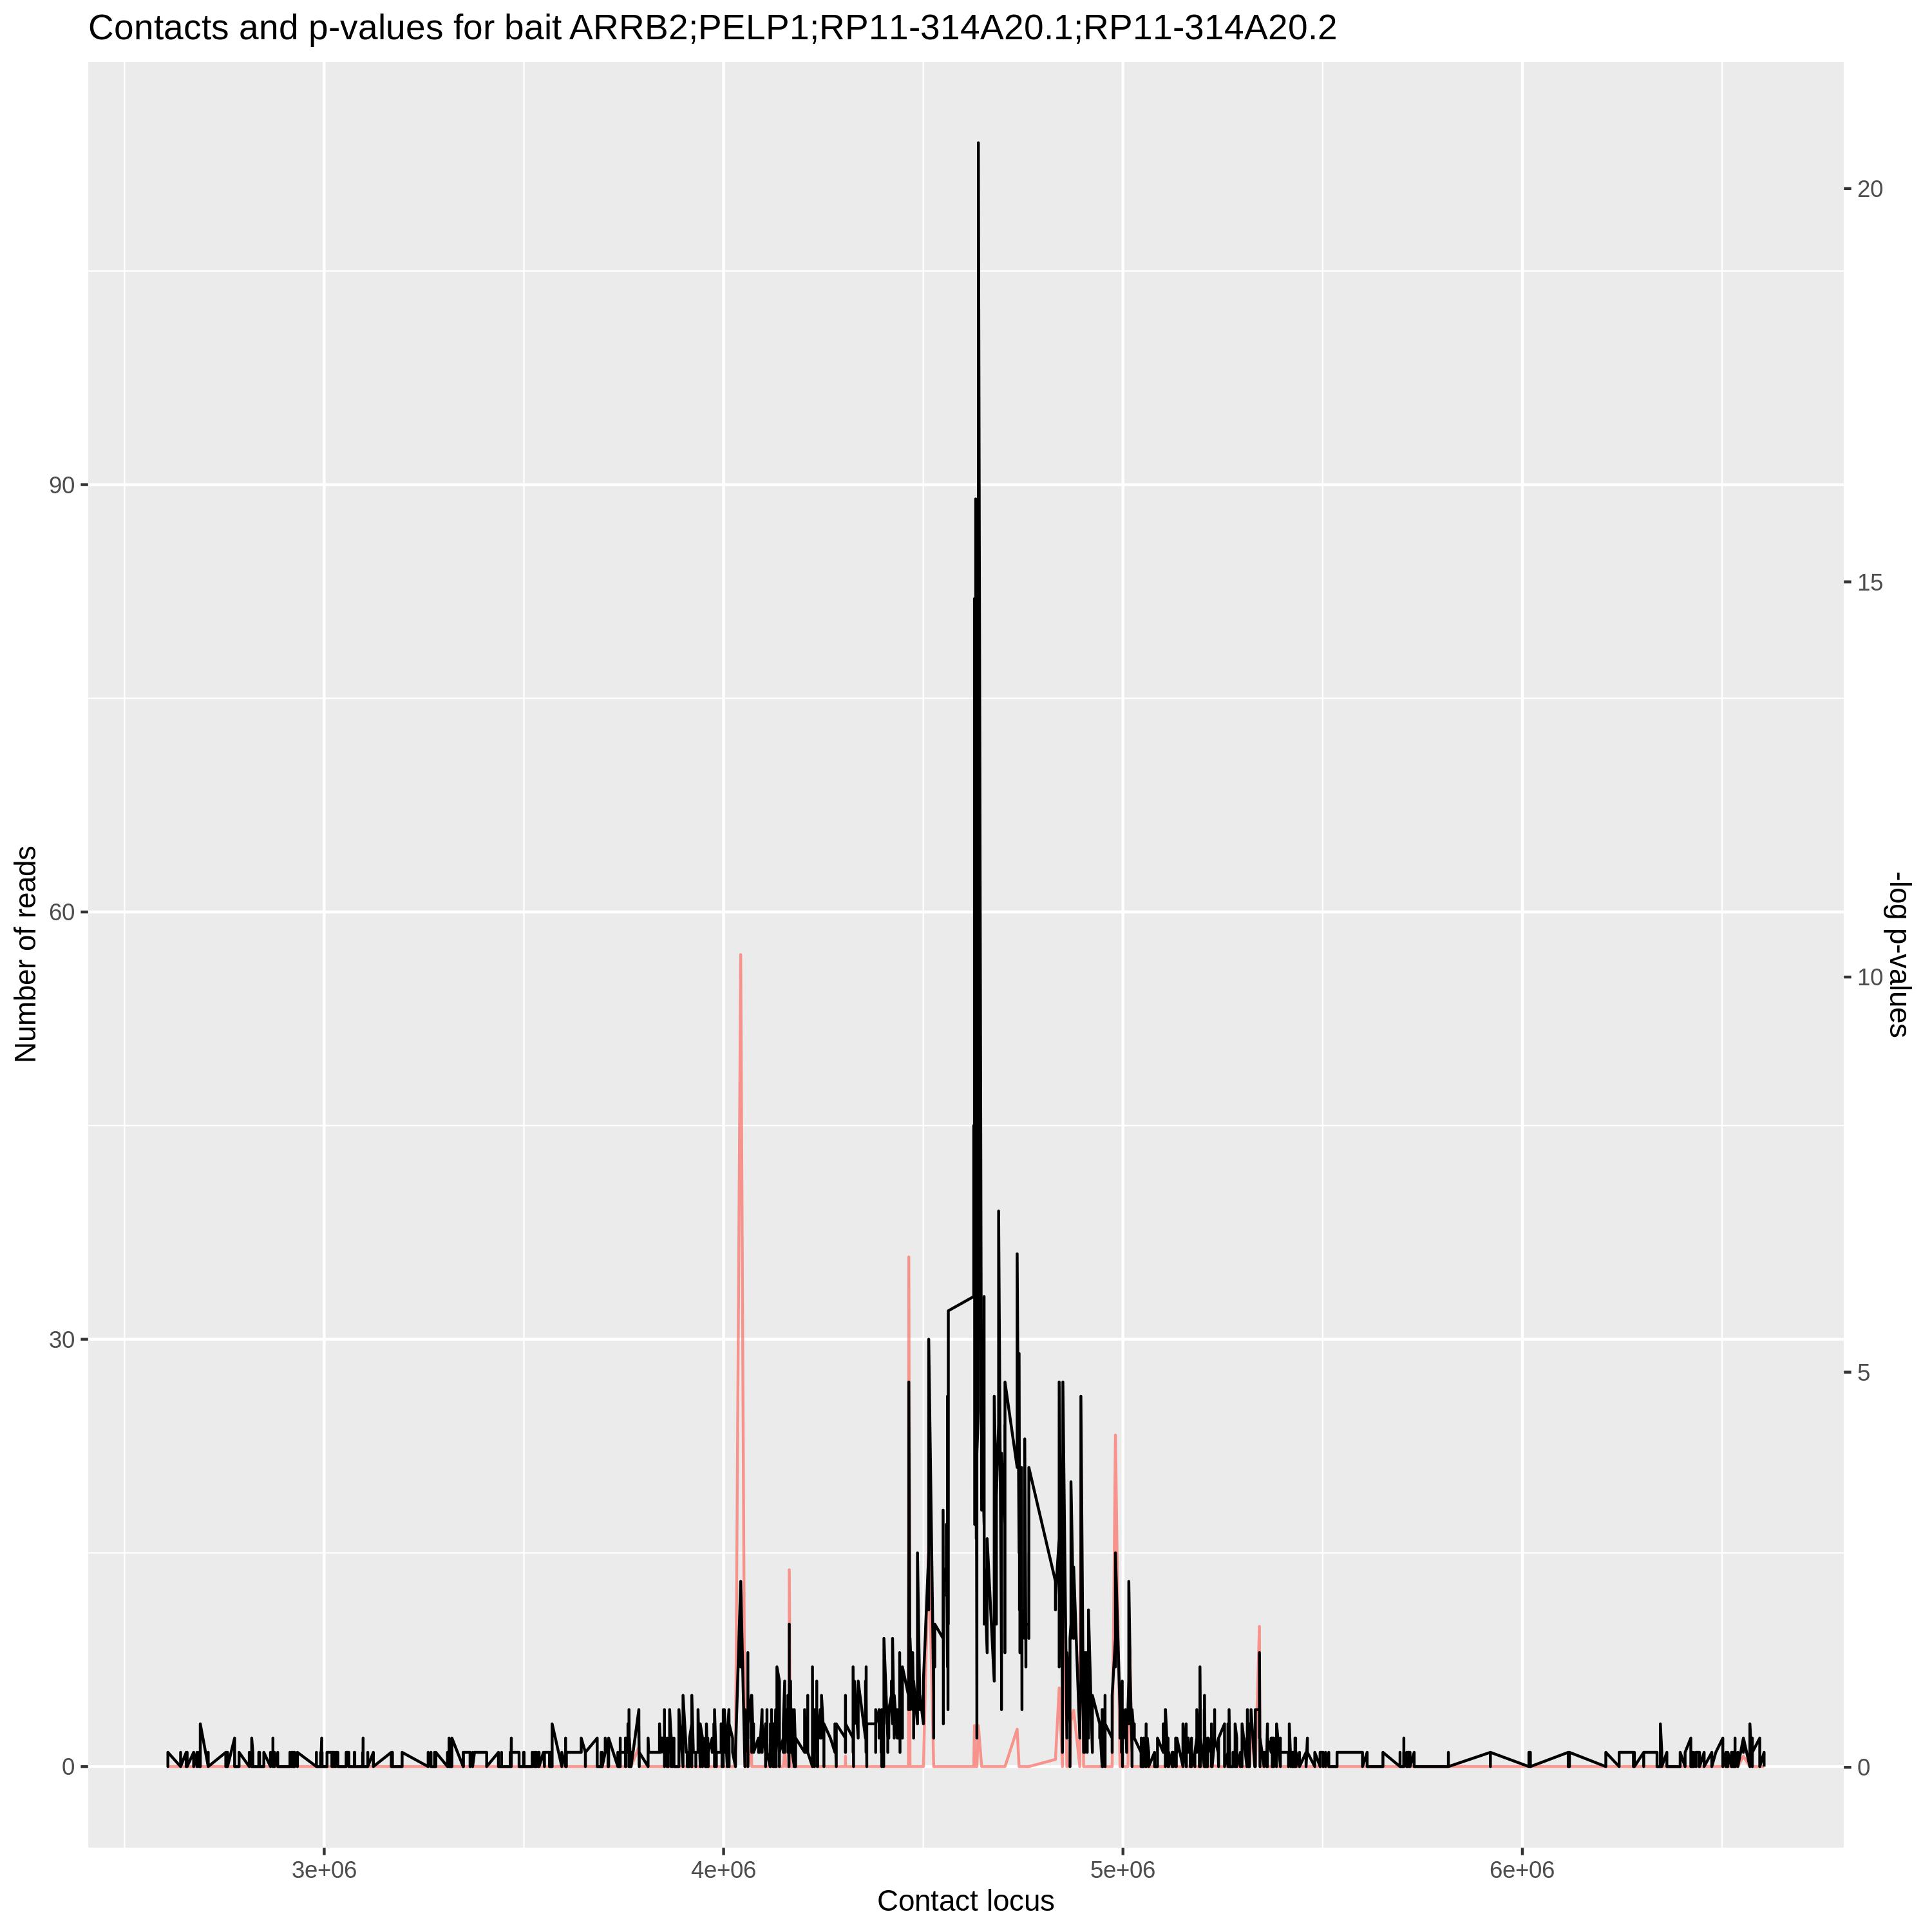 Contacts and p-values for bait ARRB2;PELP1;RP11-314A20.1;RP11-314A20.2
Number of reads
90
60
30
0
20
15
10
5
0
-log p-values
3e+06
4e+06
5e+06
6e+06
Contact locus